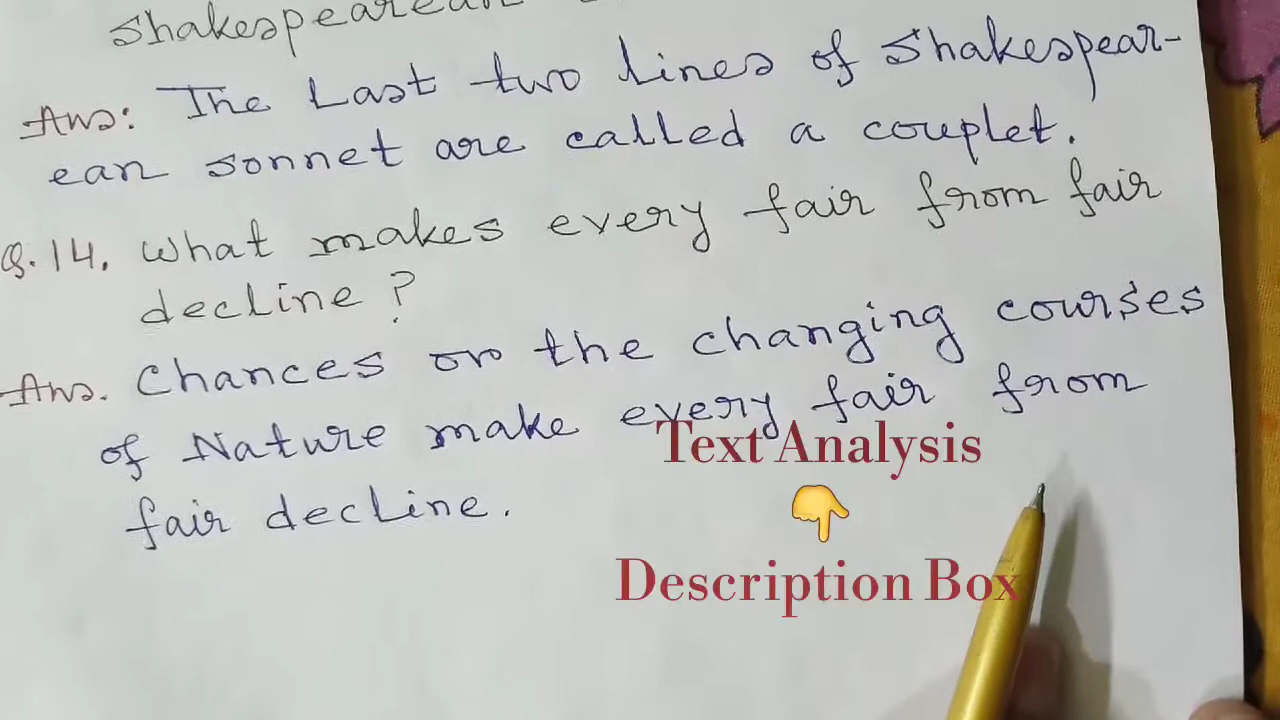 Shakespearean
Ans: The Last two lines of Shakespear-
ean sonnet are called a couplet.
Q.14. What makes every fair from fair
decline?
Ans. Chances or the changing courses
of Nature make every fair from
fair decline.
Text Analysis
👇
Description Box